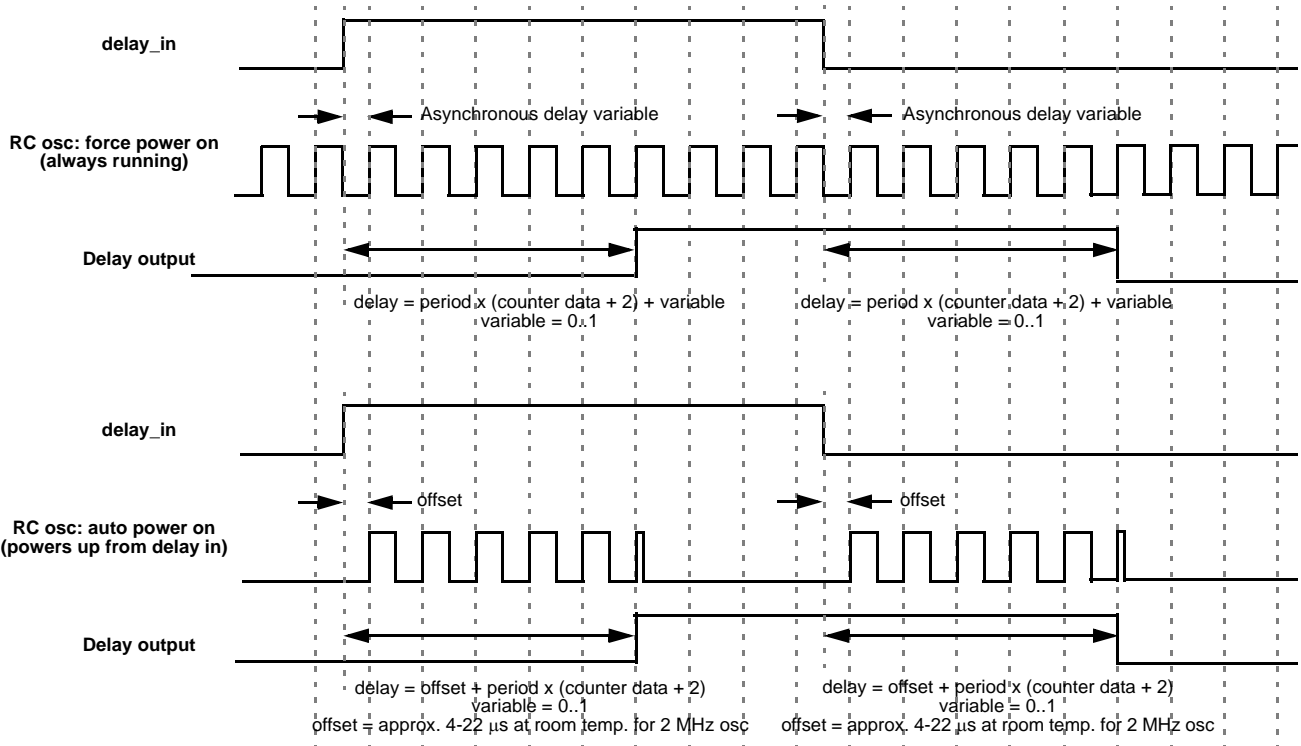 delay_in
Asynchronous delay variable
Asynchronous delay variable
RC osc: force power on
(always running)
Delay output
delay = period x (counter data + 2) + variable
variable = 0..1
delay = period x (counter data + 2) + variable
variable = 0..1
delay_in
offset
offset
RC osc: auto power on
(powers up from delay in)
Delay output
delay = offset + period x (counter data + 2)
variable = 0..1
offset = approx. 4-22 μs at room temp. for 2 MHz osc
delay = offset + period x (counter data + 2)
variable = 0..1
offset = approx. 4-22 μs at room temp. for 2 MHz osc